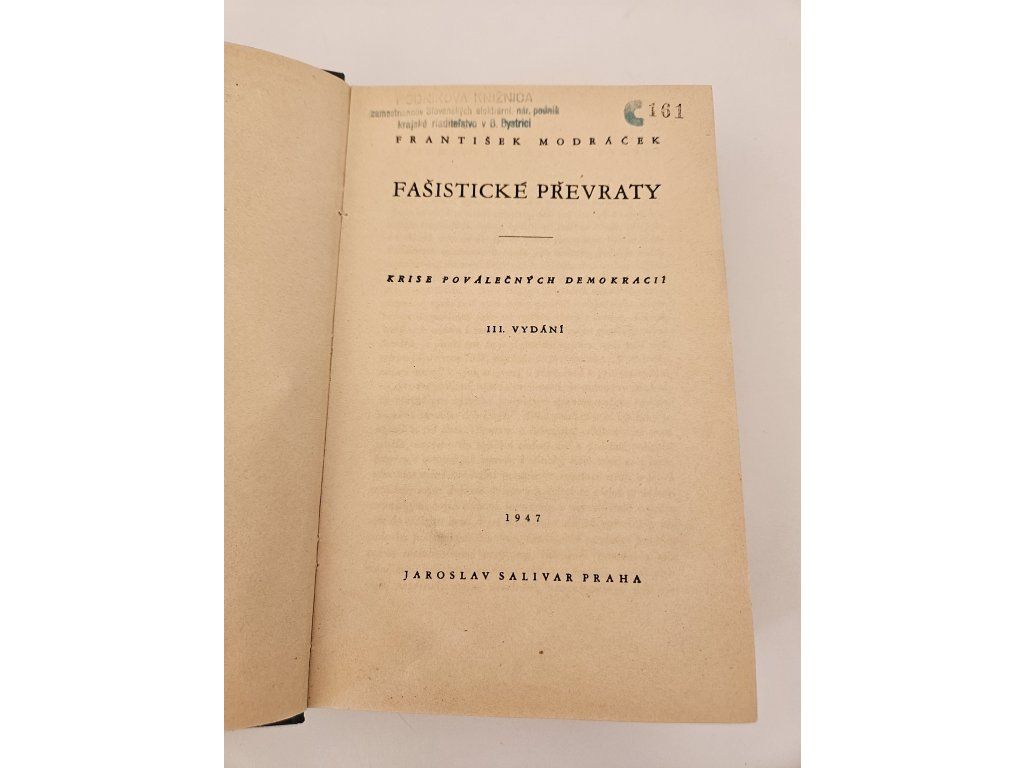 PODNIKOVÁ KNIŽNICA
zamestnancov Slovenských elektrární, nár. podnik
krajské riaditeľstvo v B. Bystrici
C 161
FRANTIŠEK MODRÁČEK
FAŠISTICKÉ PŘEVRATY
KRISE POVÁLEČNÝCH DEMOKRACIÍ
III. VYDÁNÍ
1947
JAROSLAV SALIVAR PRAHA